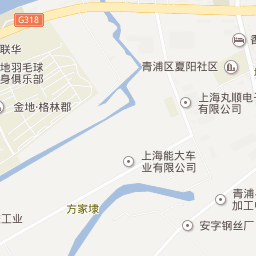 G318
联华
地羽毛球
身俱乐部
金地·格林郡
青浦区夏阳社区
上海丸顺电子
有限公司
上海能大车
业有限公司
方家埭
工业
青浦
加工
安字钢丝厂